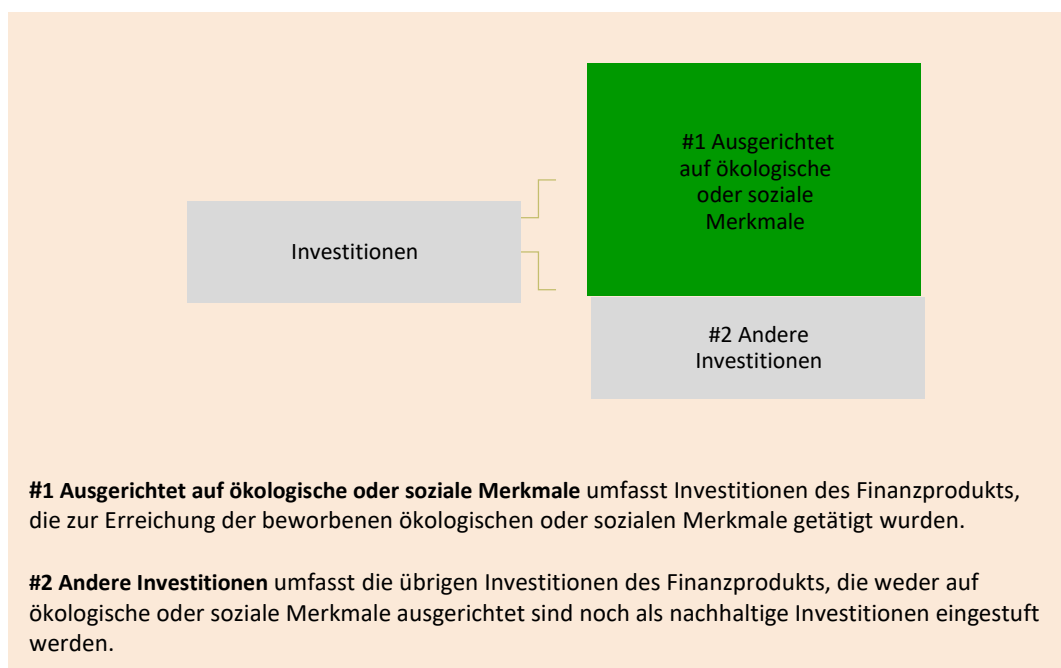 #1 Ausgerichtet
auf ökologische
oder soziale
Merkmale
Investitionen
#2 Andere
Investitionen
#1 Ausgerichtet auf ökologische oder soziale Merkmale umfasst Investitionen des Finanzprodukts,
die zur Erreichung der beworbenen ökologischen oder sozialen Merkmale getätigt wurden.
#2 Andere Investitionen umfasst die übrigen Investitionen des Finanzprodukts, die weder auf
ökologische oder soziale Merkmale ausgerichtet sind noch als nachhaltige Investitionen eingestuft
werden.